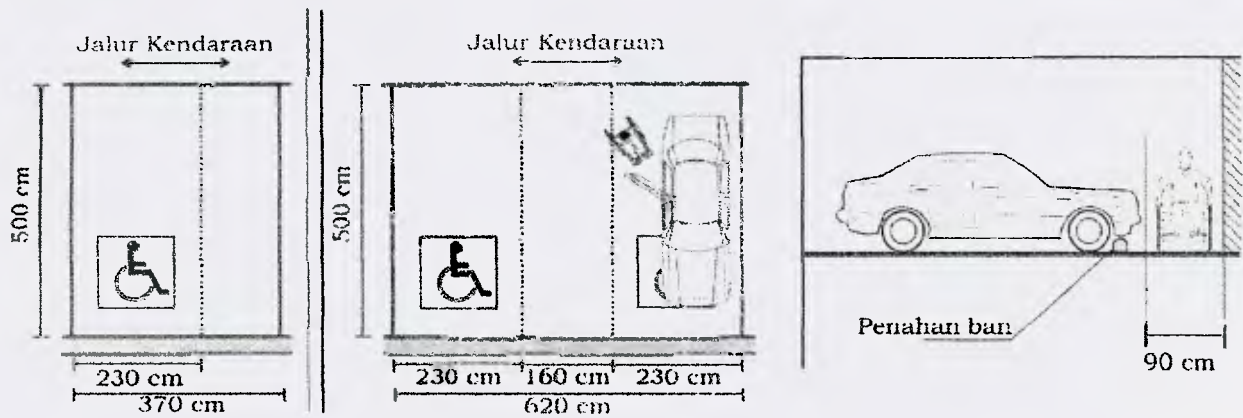 Jalur Kendaraan
500 cm
230 cm
370 cm
Jalur Kendaraan
500 cm
230 cm 160 cm 230 cm
620 cm
Penahan ban
90 cm